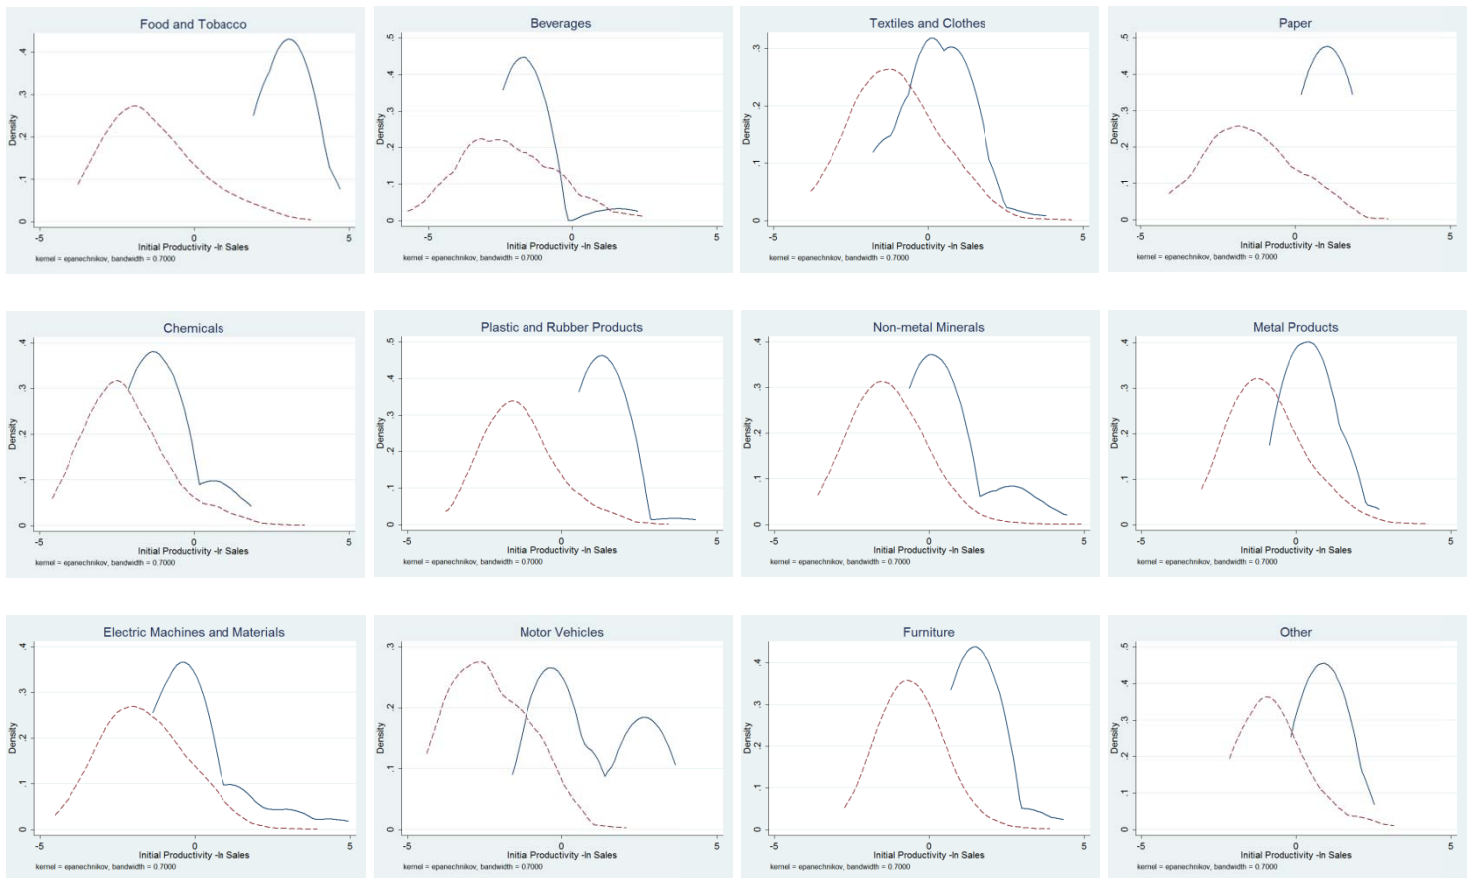 Food and Tobacco
Density
.4
.3
.2
.1
0
-5
0
5
Initial Productivity -ln Sales
kernel = epanechnikov, bandwidth = 0.7000
Beverages
Density
.5
.4
.3
.2
.1
0
-5
0
5
Initial Productivity -ln Sales
kernel = epanechnikov, bandwidth = 0.7000
Textiles and Clothes
Density
.3
.2
.1
0
-5
0
5
Initial Productivity -ln Sales
kernel = epanechnikov, bandwidth = 0.7000
Paper
Density
.5
.4
.3
.2
.1
0
-5
0
5
Initial Productivity -ln Sales
kernel = epanechnikov, bandwidth = 0.7000
Chemicals
Density
.4
.3
.2
.1
0
-5
0
5
Initial Productivity -ln Sales
kernel = epanechnikov, bandwidth = 0.7000
Plastic and Rubber Products
Density
.5
.4
.3
.2
.1
0
-5
0
5
Initial Productivity -ln Sales
kernel = epanechnikov, bandwidth = 0.7000
Non-metal Minerals
Density
.4
.3
.2
.1
0
-5
0
5
Initial Productivity -ln Sales
kernel = epanechnikov, bandwidth = 0.7000
Metal Products
Density
.4
.3
.2
.1
0
-5
0
5
Initial Productivity -ln Sales
kernel = epanechnikov, bandwidth = 0.7000
Electric Machines and Materials
Density
.4
.3
.2
.1
0
-5
0
5
Initial Productivity -ln Sales
kernel = epanechnikov, bandwidth = 0.7000
Motor Vehicles
Density
.3
.2
.1
0
-5
0
5
Initial Productivity -ln Sales
kernel = epanechnikov, bandwidth = 0.7000
Furniture
Density
.4
.3
.2
.1
0
-5
0
5
Initial Productivity -ln Sales
kernel = epanechnikov, bandwidth = 0.7000
Other
Density
.5
.4
.3
.2
.1
0
-5
0
5
Initial Productivity -ln Sales
kernel = epanechnikov, bandwidth = 0.7000